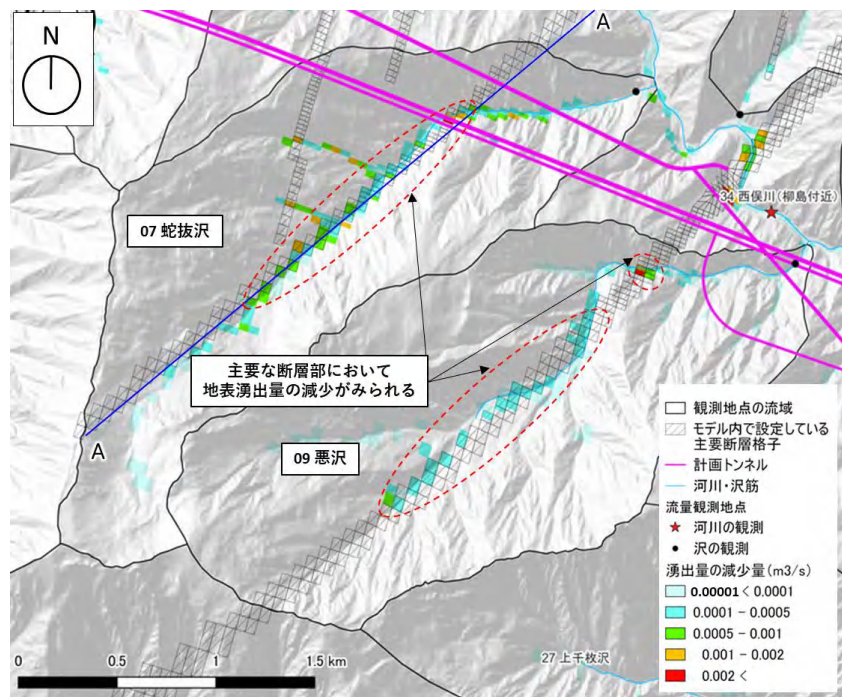 N
A
34 西俣川(柳島付近)
07 蛇抜沢
主要な断層部において
地表湧出量の減少がみられる
A
09 悪沢
27 上千枚沢
0 0.5 1 1.5 km
観測地点の流域
モデル内で設定している
主要断層格子
計画トンネル
河川・沢筋
流量観測地点
河川の観測
沢の観測
湧出量の減少量(m3/s)
0.00001 < 0.0001
0.0001 - 0.0005
0.0005 - 0.001
0.001 - 0.002
0.002 <